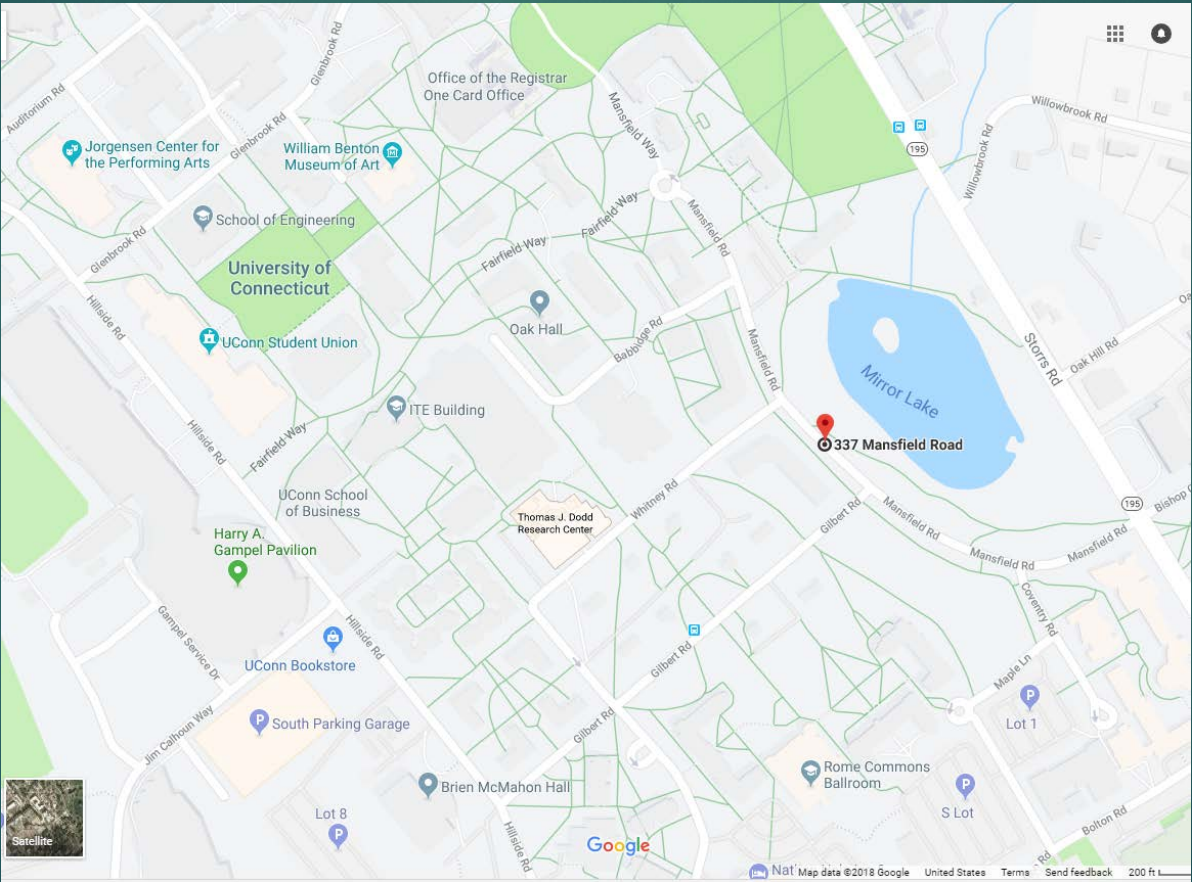 Glenbrook Rd
Office of the Registrar
One Card Office
Auditorium Rd
Mansfield Way
Willowbrook Rd
Glenbrook Rd
195
Willowbrook Rd
Jorgensen Center for
the Performing Arts
William Benton
Museum of Art
School of Engineering
Fairfield Way
Mansfield Rd
Glenbrook Rd
Fairfield Way
University of
Connecticut
Hillside Rd
Oak Hall
Babbidge Rd
Mansfield Rd
Storrs Rd
Oak Hill Rd
UConn Student Union
Mirror Lake
ITE Building
Hillside Rd
Fairfield Way
337 Mansfield Road
UConn School
of Business
Whitney Rd
195
Thomas J. Dodd
Research Center
Gilbert Rd
Mansfield Rd
Bishop
Harry A.
Gampel Pavilion
Mansfield Rd
Mansfield Rd
Gampel Service Dr
Hillside Rd
Coventry Rd
UConn Bookstore
Gilbert Rd
Maple Ln
P
Lot 1
P
South Parking Garage
Jim Calhoun Way
Gilbert Rd
Rome Commons
Ballroom
Brien McMahon Hall
P
S Lot
Lot 8
P
Bolton Rd
Satellite
Hillside Rd
Google
Map data ©2018 Google United States Terms Send feedback 200 ft